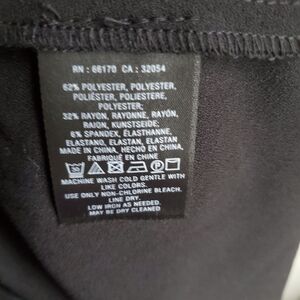 RN : 66170 CA : 32054
62% POLYESTER, POLYESTER,
POLIÉSTER, POLIESTERE,
POLYESTER;
32% RAYON, RAYONNE, RAYÓN,
RAION, KUNSTSEIDE;
6% SPANDEX, ÉLASTHANNE,
ELASTANO, ELASTAN, ELASTAN
MADE IN CHINA, HECHO EN CHINA,
FABRIQUÉ EN CHINE
MACHINE WASH COLD GENTLE WITH
LIKE COLORS.
USE ONLY NON-CHLORINE BLEACH.
LINE DRY.
LOW IRON AS NEEDED.
MAY BE DRY CLEANED